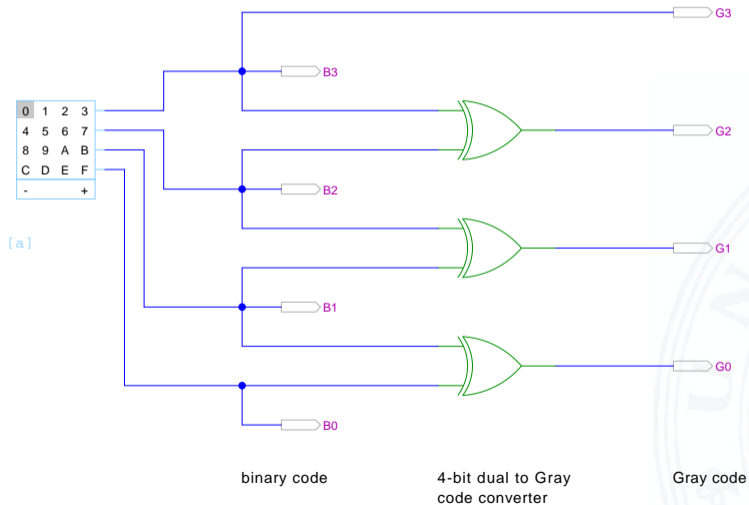 G3
B3
0 1 2 3
4 5 6 7
8 9 A B
C D E F
- +
G2
B2
[a]
G1
B1
G0
B0
binary code
4-bit dual to Gray
code converter
Gray code
U N